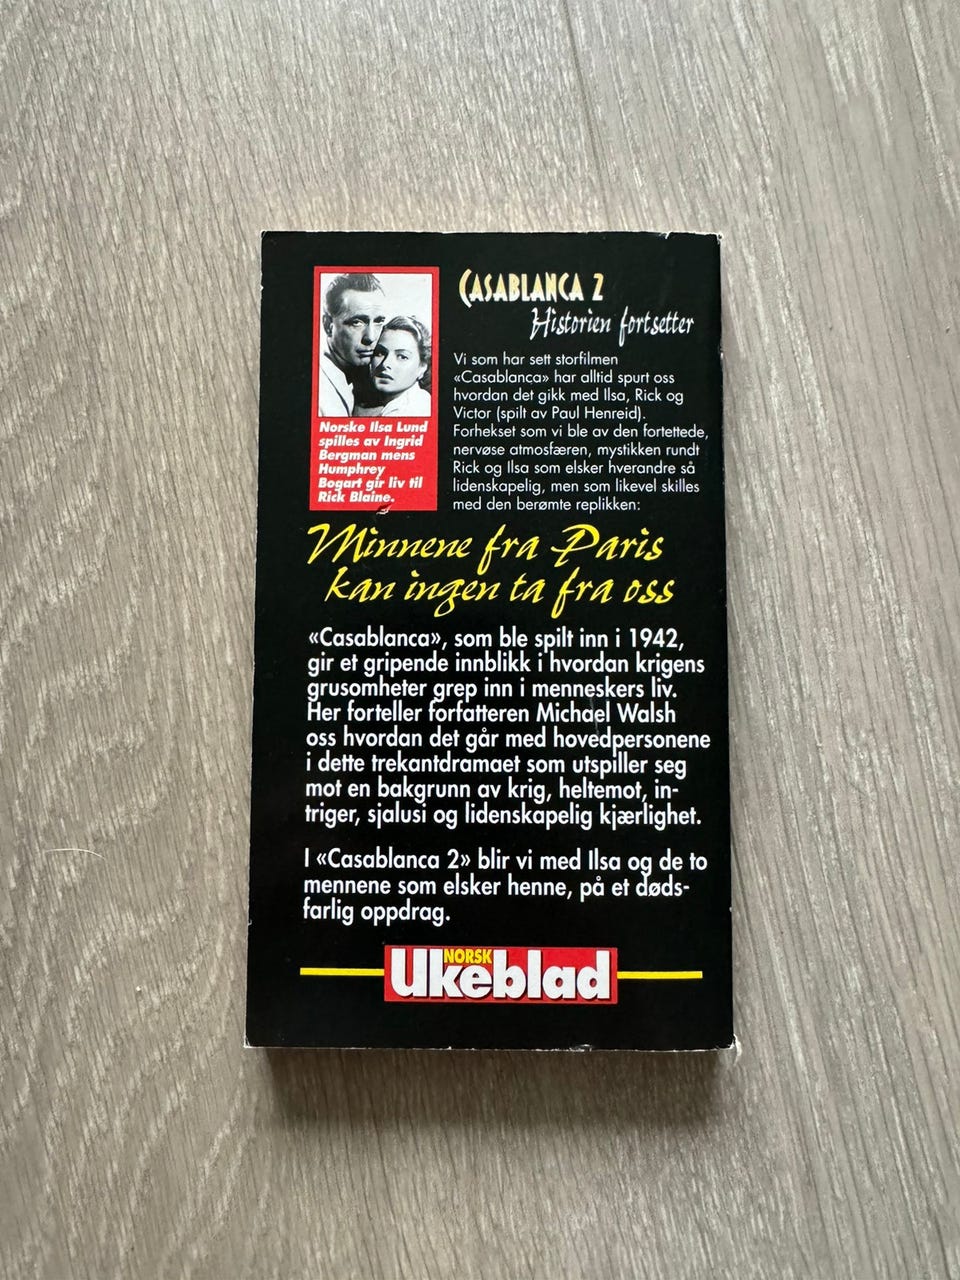 CASABLANCA 2
Historien fortsetter
Vi som har sett storfilmen
«Casablanca» har alltid spurt oss
hvordan det gikk med Ilsa, Rick og
Victor (spilt av Paul Henreid).
Forhekset som vi ble av den fortettede,
nervøse atmosfæren, mystikken rundt
Rick og Ilsa som elsker hverandre så
lidenskapelig, men som likevel skilles
med den berømte replikken:
Norske Ilsa Lund
spilles av Ingrid
Bergman mens
Humphrey
Bogart gir liv til
Rick Blaine.
Minnene fra Paris
kan ingen ta fra oss
«Casablanca», som ble spilt inn i 1942,
gir et gripende innblikk i hvordan krigens
grusomheter grep inn i menneskers liv.
Her forteller forfatteren Michael Walsh
oss hvordan det går med hovedpersonene
i dette trekantdramaet som utspiller seg
mot en bakgrunn av krig, heltemot, in-
triger, sjalusi og lidenskapelig kjærlighet.
I «Casablanca 2» blir vi med Ilsa og de to
mennene som elsker henne, på et døds-
farlig oppdrag.
NORSK
Ukeblad